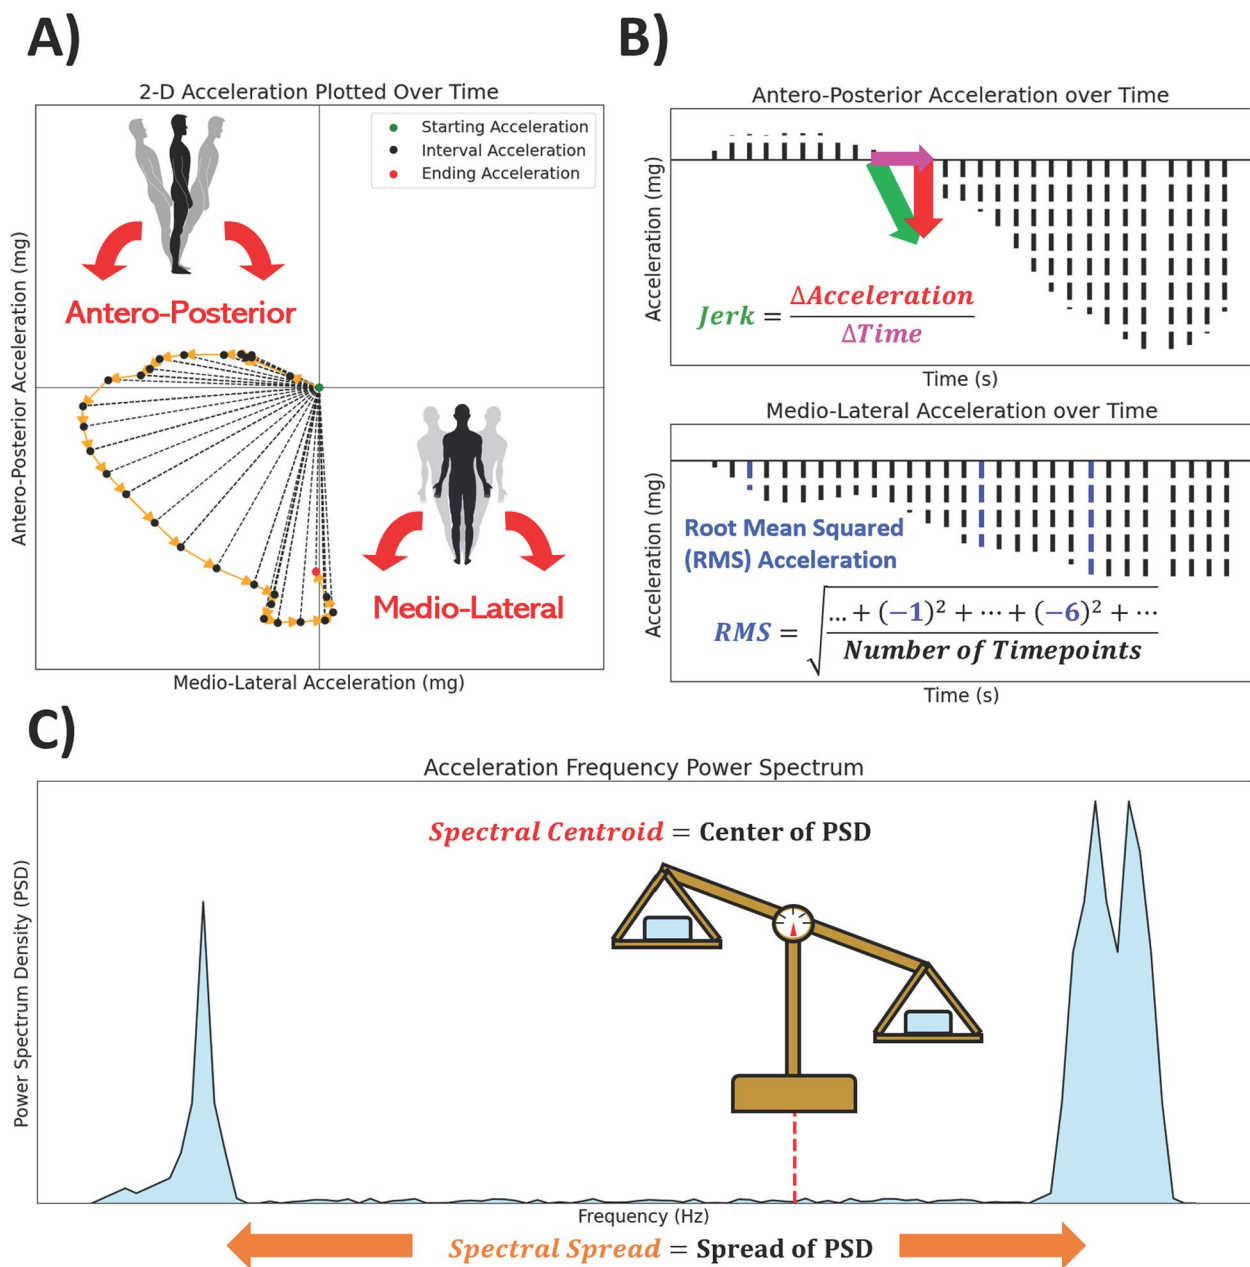 A)
2-D Acceleration Plotted Over Time
Starting Acceleration
Interval Acceleration
Ending Acceleration
Antero-Posterior
Medio-Lateral
Antero-Posterior Acceleration (mg)
Medio-Lateral Acceleration (mg)
B)
Antero-Posterior Acceleration over Time
Acceleration (mg)
Jerk = ΔAcceleration
ΔTime
Time (s)
Medio-Lateral Acceleration over Time
Acceleration (mg)
Root Mean Squared
(RMS) Acceleration
RMS = √ ... + (−1)² + ⋯ + (−6)² + ⋯
Number of Timepoints
Time (s)
C)
Acceleration Frequency Power Spectrum
Spectral Centroid = Center of PSD
Power Spectrum Density (PSD)
Frequency (Hz)
Spectral Spread = Spread of PSD